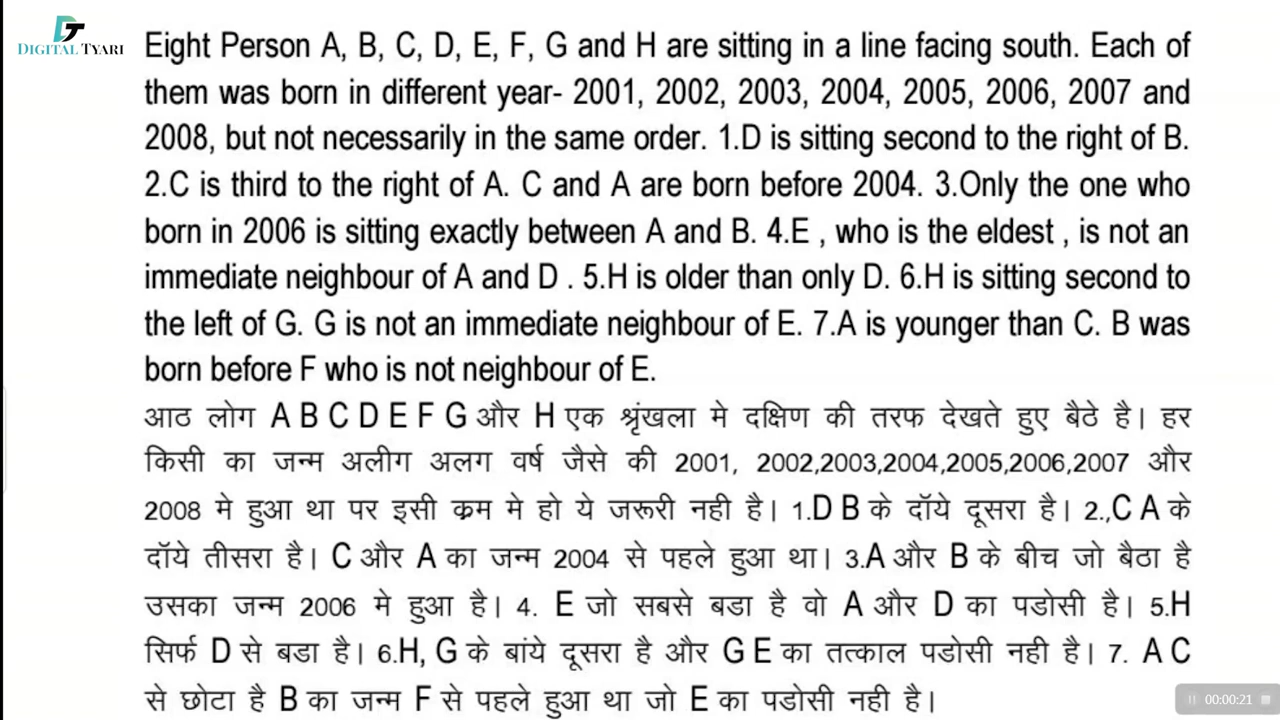 DIGITAL TYARI
Eight Person A, B, C, D, E, F, G and H are sitting in a line facing south. Each of
them was born in different year- 2001, 2002, 2003, 2004, 2005, 2006, 2007 and
2008, but not necessarily in the same order. 1.D is sitting second to the right of B.
2.C is third to the right of A. C and A are born before 2004. 3.Only the one who
born in 2006 is sitting exactly between A and B. 4.E , who is the eldest , is not an
immediate neighbour of A and D . 5.H is older than only D. 6.H is sitting second to
the left of G. G is not an immediate neighbour of E. 7.A is younger than C. B was
born before F who is not neighbour of E.
आठ लोग A B C D E F G और H एक श्रृंखला मे दक्षिण की तरफ देखते हुए बैठे है। हर
किसी का जन्म अलीग अलग वर्ष जैसे की 2001, 2002,2003,2004,2005,2006,2007 और
2008 मे हुआ था पर इसी क्रम मे हो ये जरूरी नही है। 1.D B के दॉये दूसरा है। 2.,C A के
दॉये तीसरा है। C और A का जन्म 2004 से पहले हुआ था। 3.A और B के बीच जो बैठा है
उसका जन्म 2006 मे हुआ है। 4. E जो सबसे बडा है वो A और D का पडोसी है। 5.H
सिर्फ D से बडा है। 6.H, G के बांये दूसरा है और G E का तत्काल पडोसी नही है। 7. A C
से छोटा है B का जन्म F से पहले हुआ था जो E का पडोसी नही है।
00:00:21